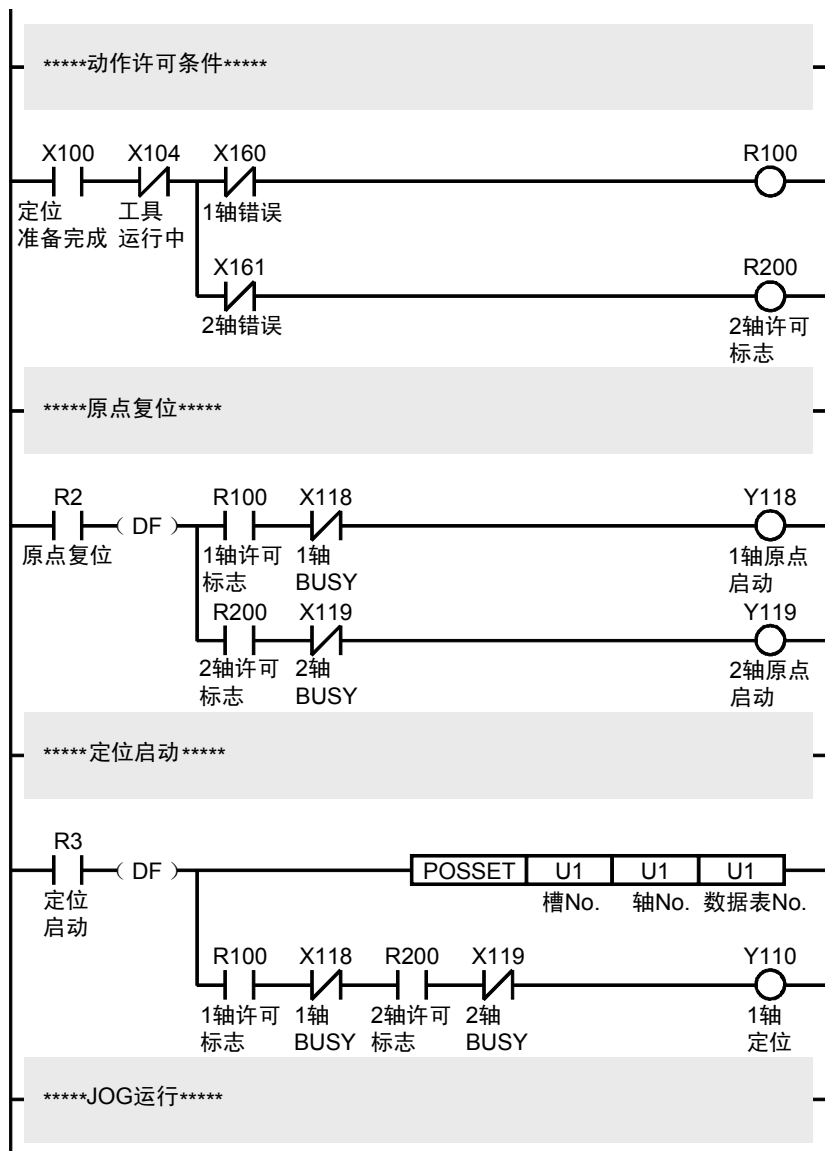 *****动作许可条件*****
X100 X104 X160 R100
定位 工具 1轴错误
准备完成 运行中
X161 R200
2轴错误 2轴许可
标志
*****原点复位*****
R2 R100 X118 Y118
( DF )
原点复位 1轴许可 1轴 1轴原点
标志 BUSY 启动
R200 X119 Y119
2轴许可 2轴 2轴原点
标志 BUSY 启动
*****定位启动*****
R3
( DF ) POSSET U1 U1 U1
定位 槽No. 轴No. 数据表No.
启动
R100 X118 R200 X119 Y110
1轴许可 1轴 2轴许可 2轴 1轴
标志 BUSY 标志 BUSY 定位
*****JOG运行*****